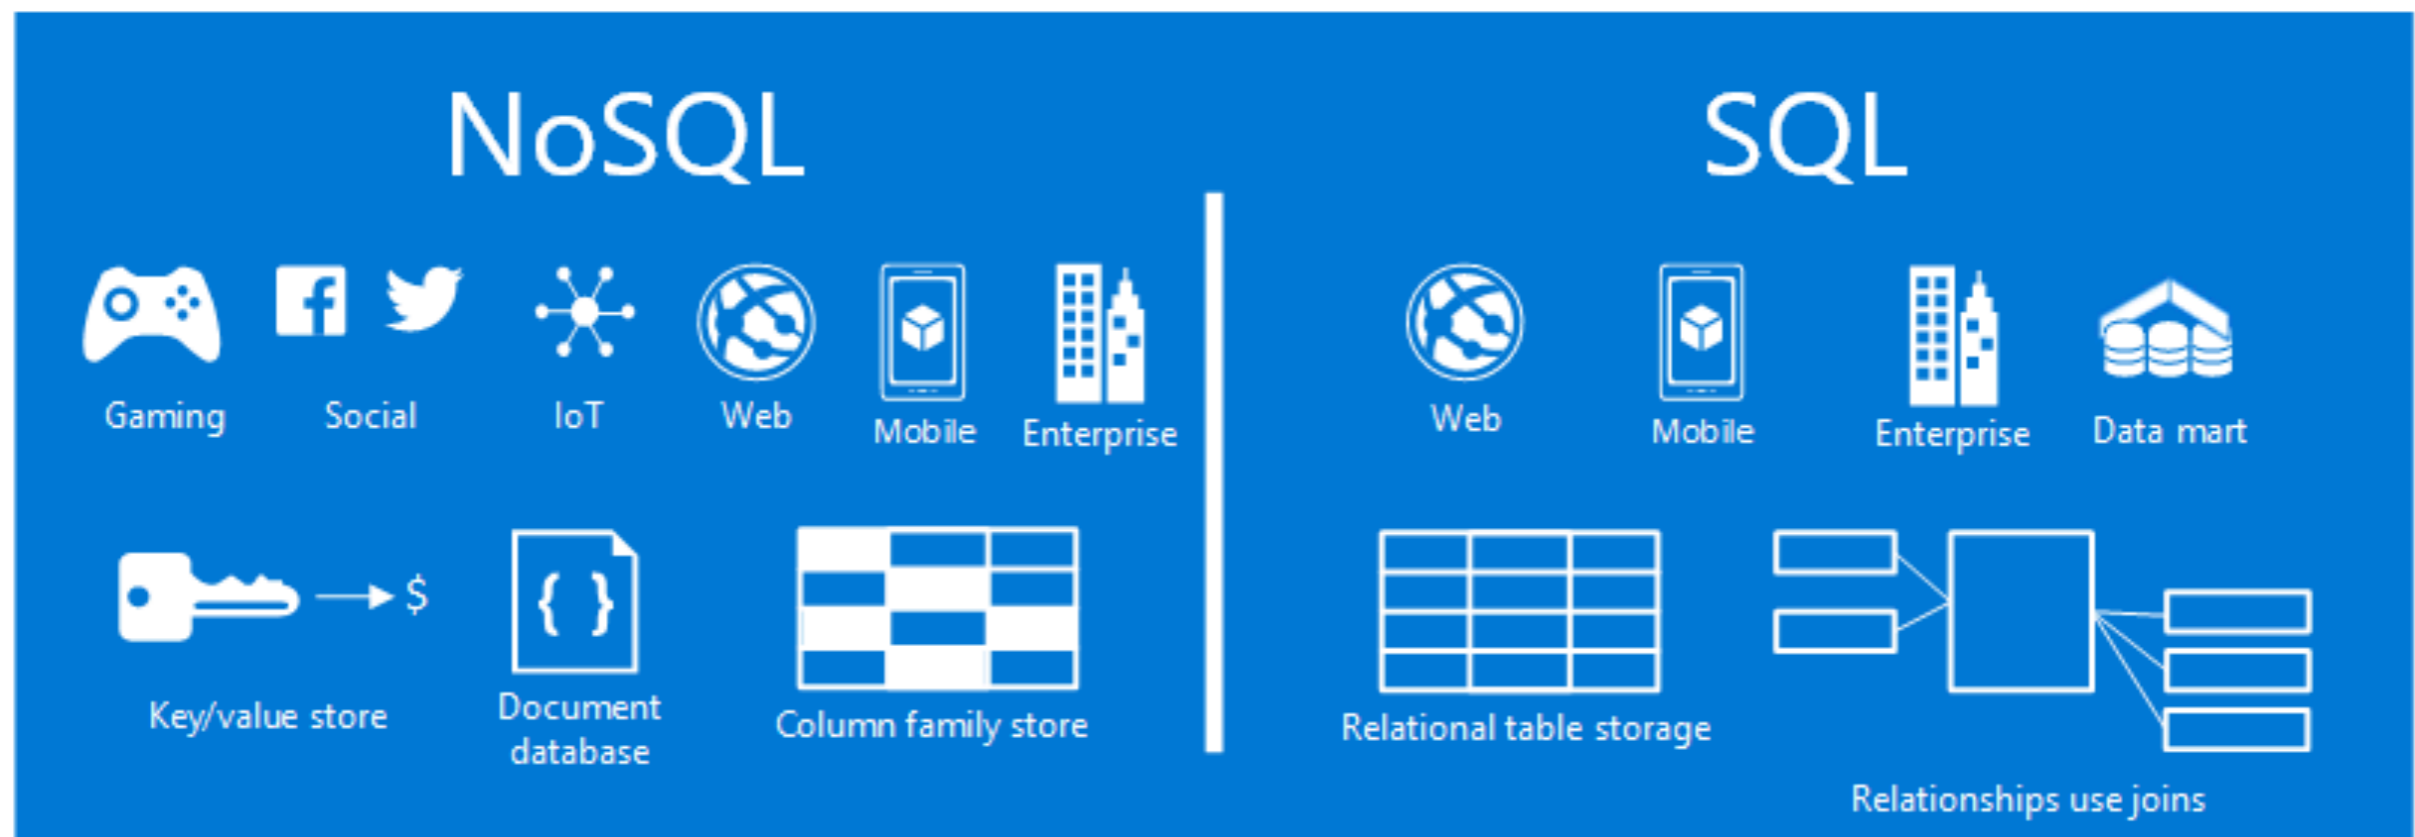 NoSQL
SQL
Gaming
Social
IoT
Web
Mobile
Enterprise
Web
Mobile
Enterprise
Data mart
$
{ }
Key/value store
Document
database
Column family store
Relational table storage
Relationships use joins